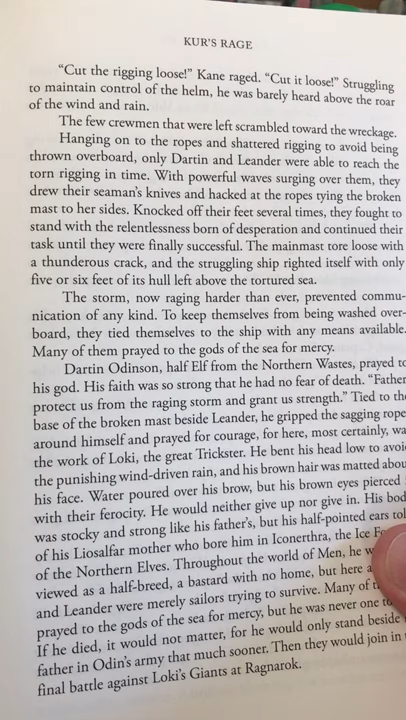 KUR'S RAGE
“Cut the rigging loose!” Kane raged. “Cut it loose!” Struggling
to maintain control of the helm, he was barely heard above the roar
of the wind and rain.
The few crewmen that were left scrambled toward the wreckage.
Hanging on to the ropes and shattered rigging to avoid being
thrown overboard, only Dartin and Leander were able to reach the
torn rigging in time. With powerful waves surging over them, they
drew their seaman's knives and hacked at the ropes tying the broken
mast to her sides. Knocked off their feet several times, they fought to
stand with the relentlessness born of desperation and continued their
task until they were finally successful. The mainmast tore loose with
a thunderous crack, and the struggling ship righted itself with only
five or six feet of its hull left above the tortured sea.
The storm, now raging harder than ever, prevented commu-
nication of any kind. To keep themselves from being washed over-
board, they tied themselves to the ship with any means available.
Many of them prayed to the gods of the sea for mercy.
Dartin Odinson, half Elf from the Northern Wastes, prayed to
his god. His faith was so strong that he had no fear of death. “Father
protect us from the raging storm and grant us strength.” Tied to the
base of the broken mast beside Leander, he gripped the sagging rope
around himself and prayed for courage, for here, most certainly, wa
the work of Loki, the great Trickster. He bent his head low to avoi
the punishing wind-driven rain, and his brown hair was matted abou
his face. Water poured over his brow, but his brown eyes pierced
with their ferocity. He would neither give up nor give in. His bod
was stocky and strong like his father's, but his half-pointed ears tol
of his Liosalfar mother who bore him in Iconerthra, the Ice
of the Northern Elves. Throughout the world of Men, he w
viewed as a half-breed, a bastard with no home, but here a
and Leander were merely sailors trying to survive. Many of t
prayed to the gods of the sea for mercy, but he was never one to
If he died, it would not matter, for he would only stand beside
father in Odin's army that much sooner. Then they would join in
final battle against Loki's Giants at Ragnarok.